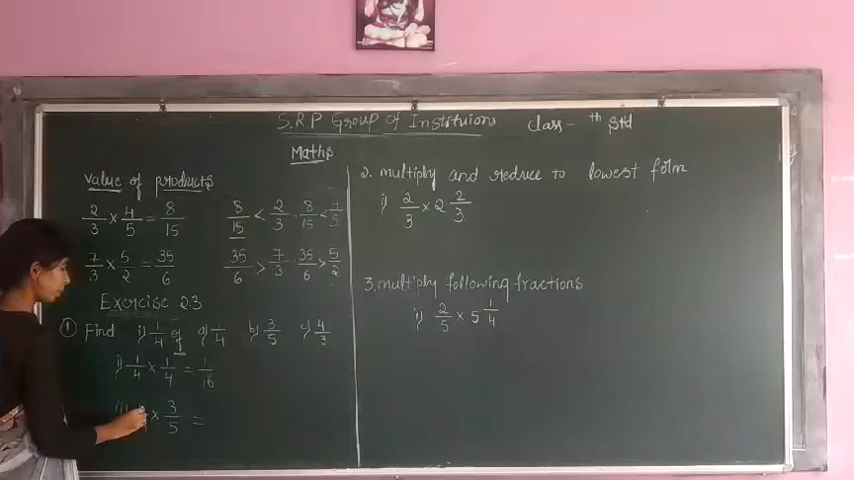 S.R.P Group of Instituions class - th std
Maths
value of products
2/3 × 4/5 = 8/15 8/15 < 2/3 . 8/15 < 4/5
7/3 × 5/2 = 35/6 35/6 > 7/3 . 35/6 > 5/2
Exercise 2.3
① Find i) 1/4 of a) 1/4 b) 3/5 c) 4/3
i) 1/4 × 1/4 = 1/16
× 3/5 =
2. multiply and reduce to lowest form
i) 2/3 × 2 2/3
3. multiply following fractions
i) 2/5 × 5 1/4